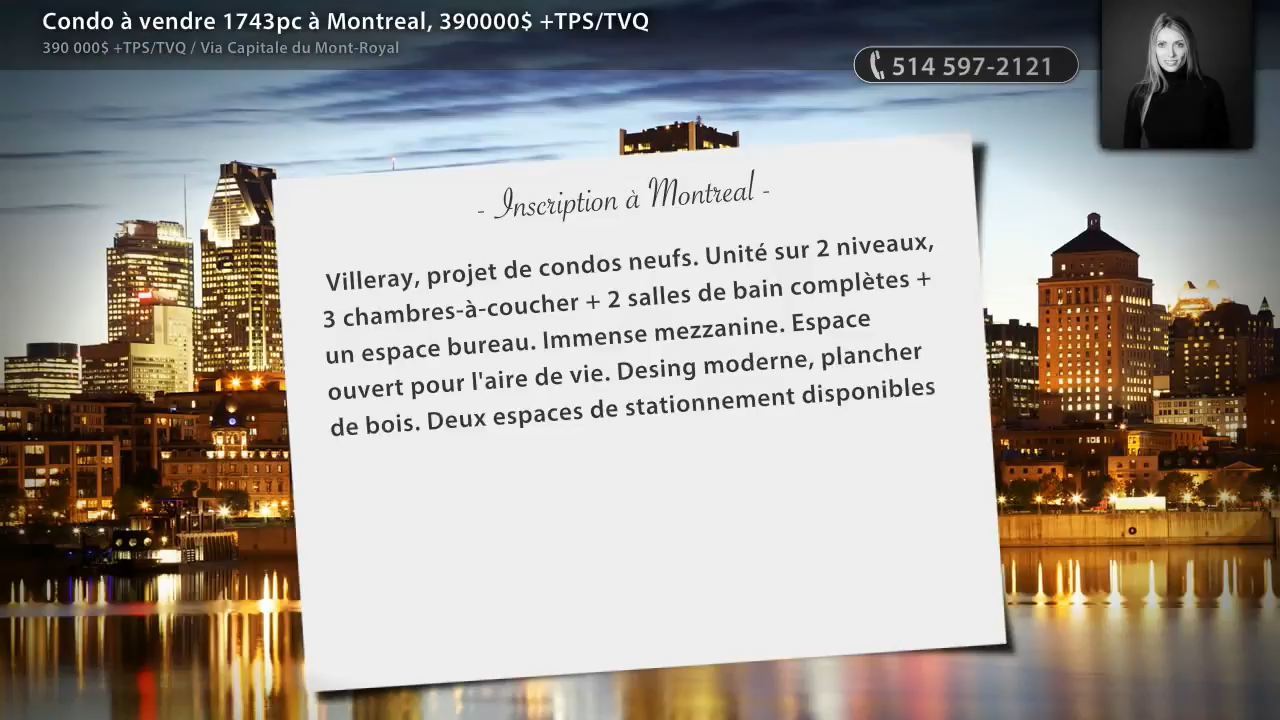 Condo à vendre 1743pc à Montreal, 390000$ +TPS/TVQ
390 000$ +TPS/TVQ / Via Capitale du Mont-Royal
514 597-2121
- Inscription à Montreal -
Villeray, projet de condos neufs. Unité sur 2 niveaux,
3 chambres-à-coucher + 2 salles de bain complètes +
un espace bureau. Immense mezzanine. Espace
ouvert pour l'aire de vie. Desing moderne, plancher
de bois. Deux espaces de stationnement disponibles